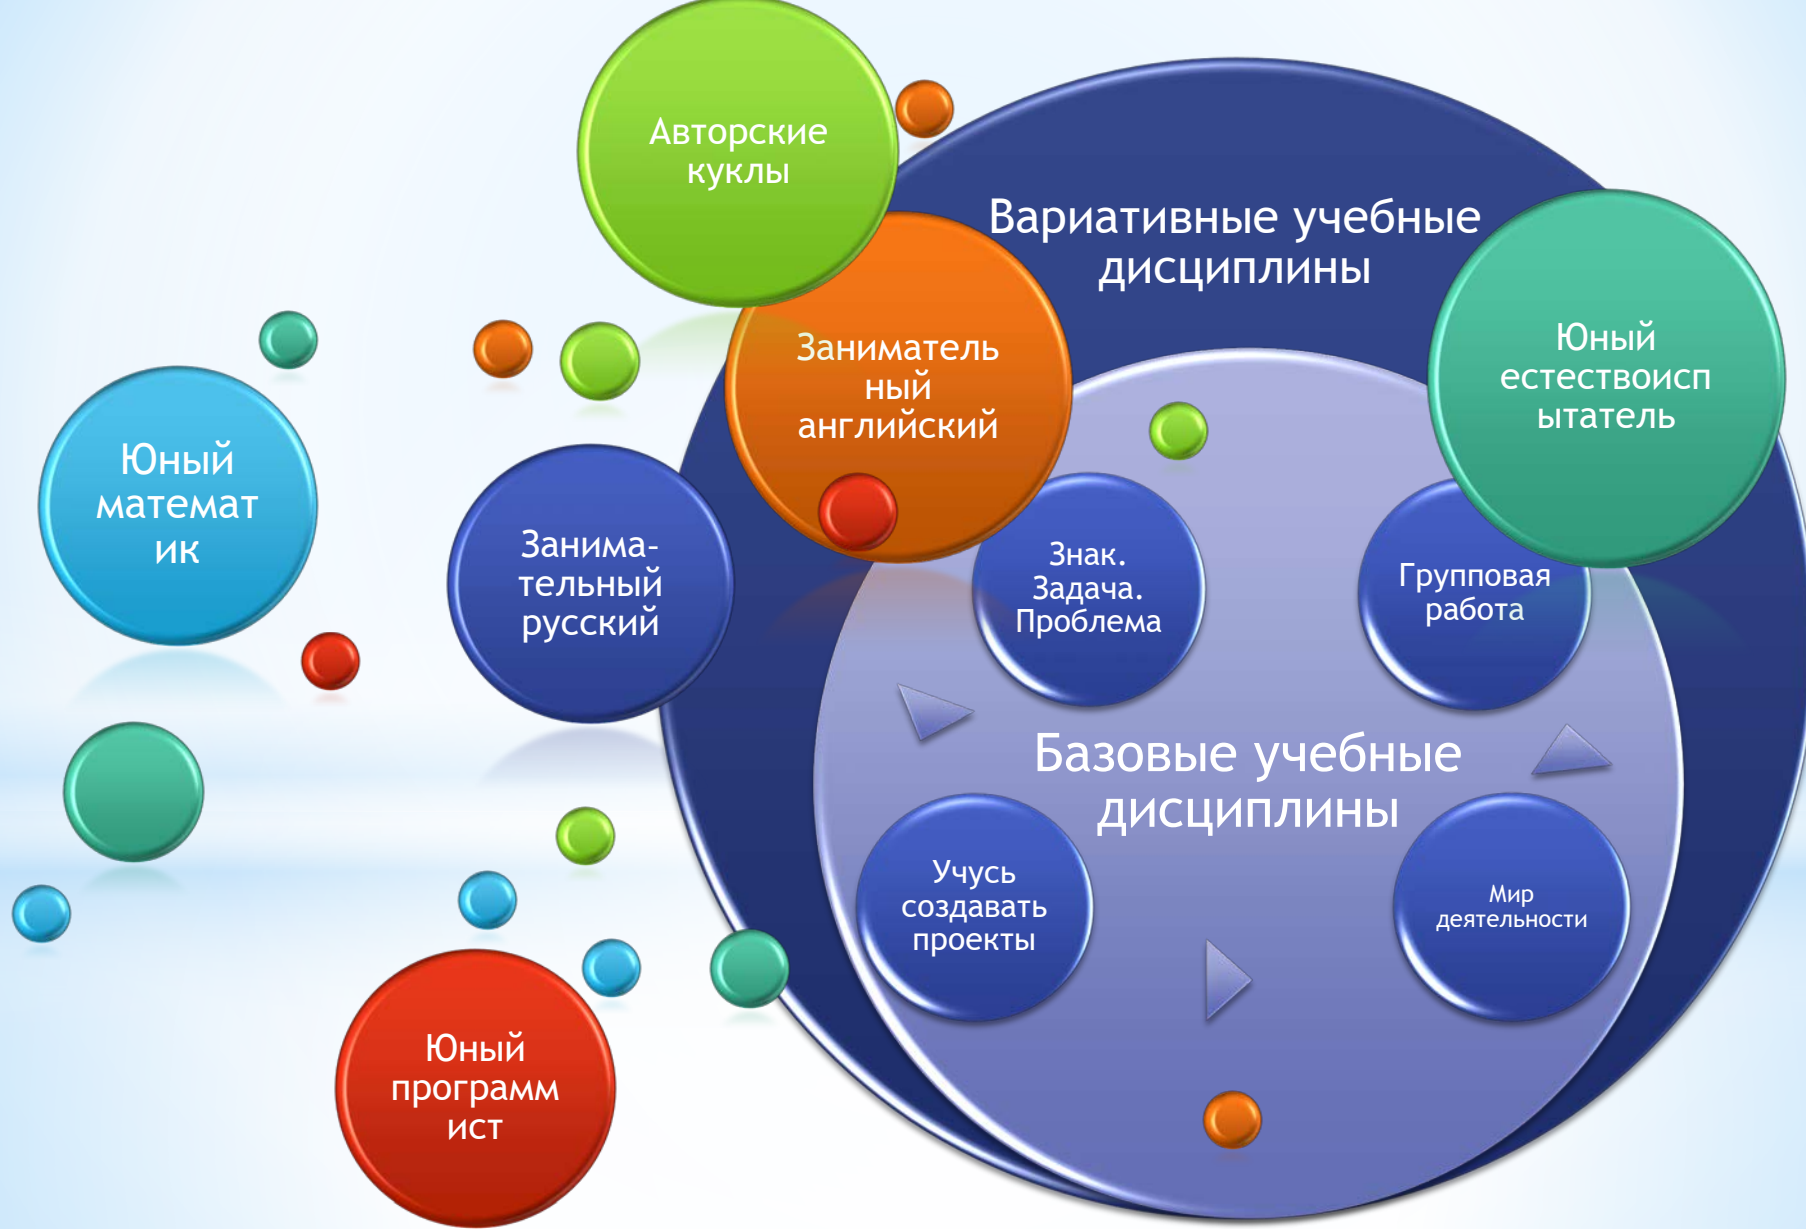 Авторские
куклы
Вариативные учебные
дисциплины
Заниматель
ный
английский
Юный
естествоисп
ытатель
Юный
математ
ик
Занима-
тельный
русский
Знак.
Задача.
Проблема
Групповая
работа
Базовые учебные
дисциплины
Учусь
создавать
проекты
Мир
деятельности
Юный
программ
ист